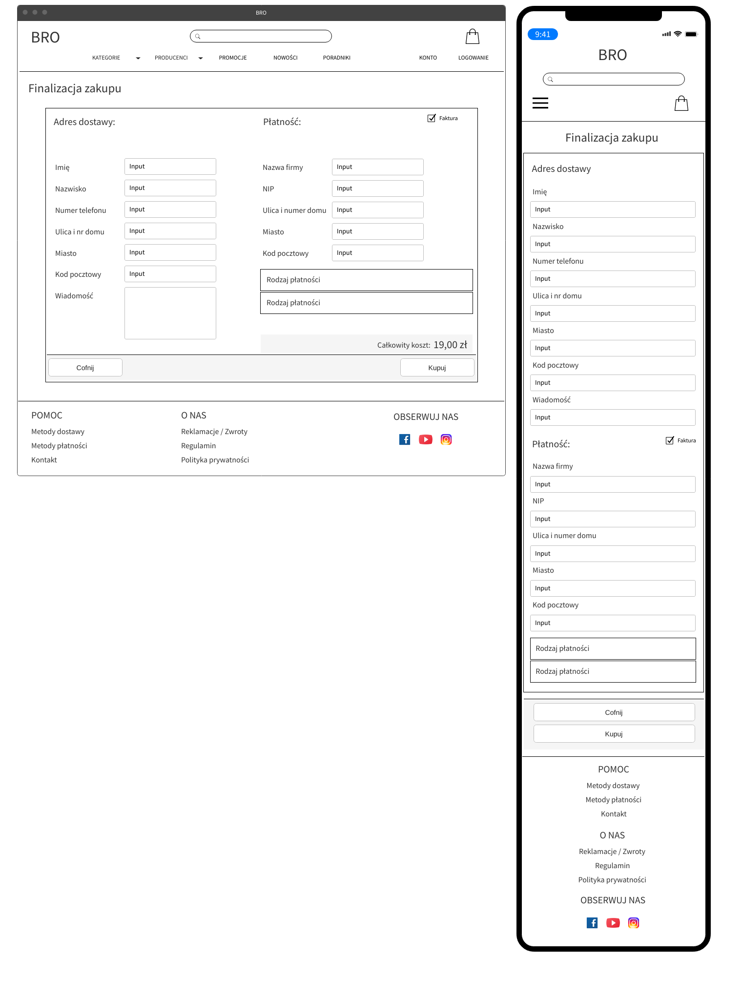 BRO
BRO
KATEGORIE PRODUCENCI PROMOCJE NOWOŚCI PORADNIKI KONTO LOGOWANIE
Finalizacja zakupu
Adres dostawy:
Imię Input
Nazwisko Input
Numer telefonu Input
Ulica i nr domu Input
Miasto Input
Kod pocztowy Input
Wiadomość
Płatność: Faktura
Nazwa firmy Input
NIP Input
Ulica i numer domu Input
Miasto Input
Kod pocztowy Input
Rodzaj płatności
Rodzaj płatności
Całkowity koszt: 19,00 zł
Cofnij Kupuj
POMOC
Metody dostawy
Metody płatności
Kontakt
O NAS
Reklamacje / Zwroty
Regulamin
Polityka prywatności
OBSERWUJ NAS
9:41
BRO
Finalizacja zakupu
Adres dostawy
Imię
Input
Nazwisko
Input
Numer telefonu
Input
Ulica i nr domu
Input
Miasto
Input
Kod pocztowy
Input
Wiadomość
Input
Płatność: Faktura
Nazwa firmy
Input
NIP
Input
Ulica i numer domu
Input
Miasto
Input
Kod pocztowy
Input
Rodzaj płatności
Rodzaj płatności
Cofnij
Kupuj
POMOC
Metody dostawy
Metody płatności
Kontakt
O NAS
Reklamacje / Zwroty
Regulamin
Polityka prywatności
OBSERWUJ NAS